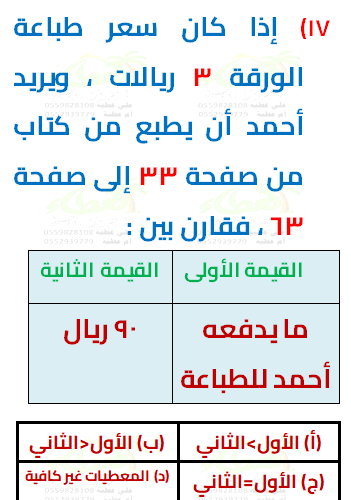 ١٧) إذا كان سعر طباعة
الورقة ٣ ريالات ، ويريد
أحمد أن يطبع من كتاب
من صفحة ٣٣ إلى صفحة
٦٣ ، فقارن بين :
القيمة الأولى القيمة الثانية
ما يدفعه ٩٠ ريال
أحمد للطباعة
(أ) الأول>الثاني (ب) الأول<الثاني
(ج) الأول=الثاني (د) المعطيات غير كافية